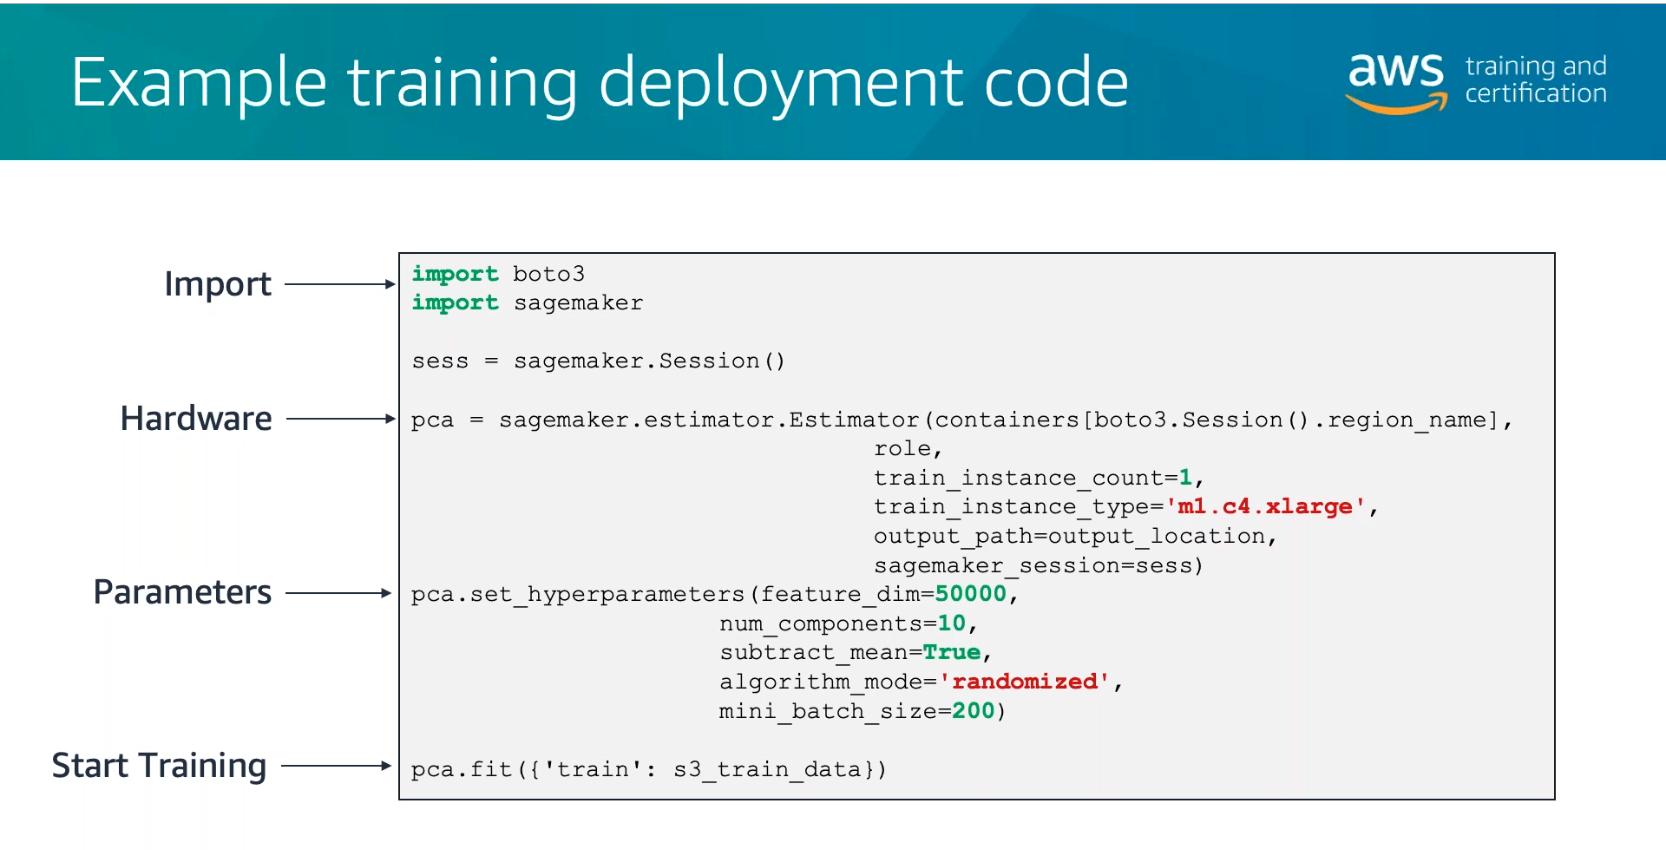 Example training deployment code
aws training and
certification
Import
import boto3
import sagemaker
sess = sagemaker.Session()
Hardware
pca = sagemaker.estimator.Estimator(containers[boto3.Session().region_name],
role,
train_instance_count=1,
train_instance_type='m1.c4.xlarge',
output_path=output_location,
sagemaker_session=sess)
Parameters
pca.set_hyperparameters(feature_dim=50000,
num_components=10,
subtract_mean=True,
algorithm_mode='randomized',
mini_batch_size=200)
Start Training
pca.fit({'train': s3_train_data})